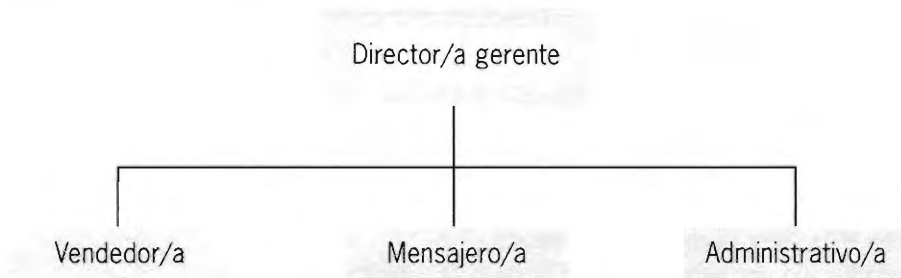 Director/a gerente
Vendedor/a
Mensajero/a
Administrativo/a